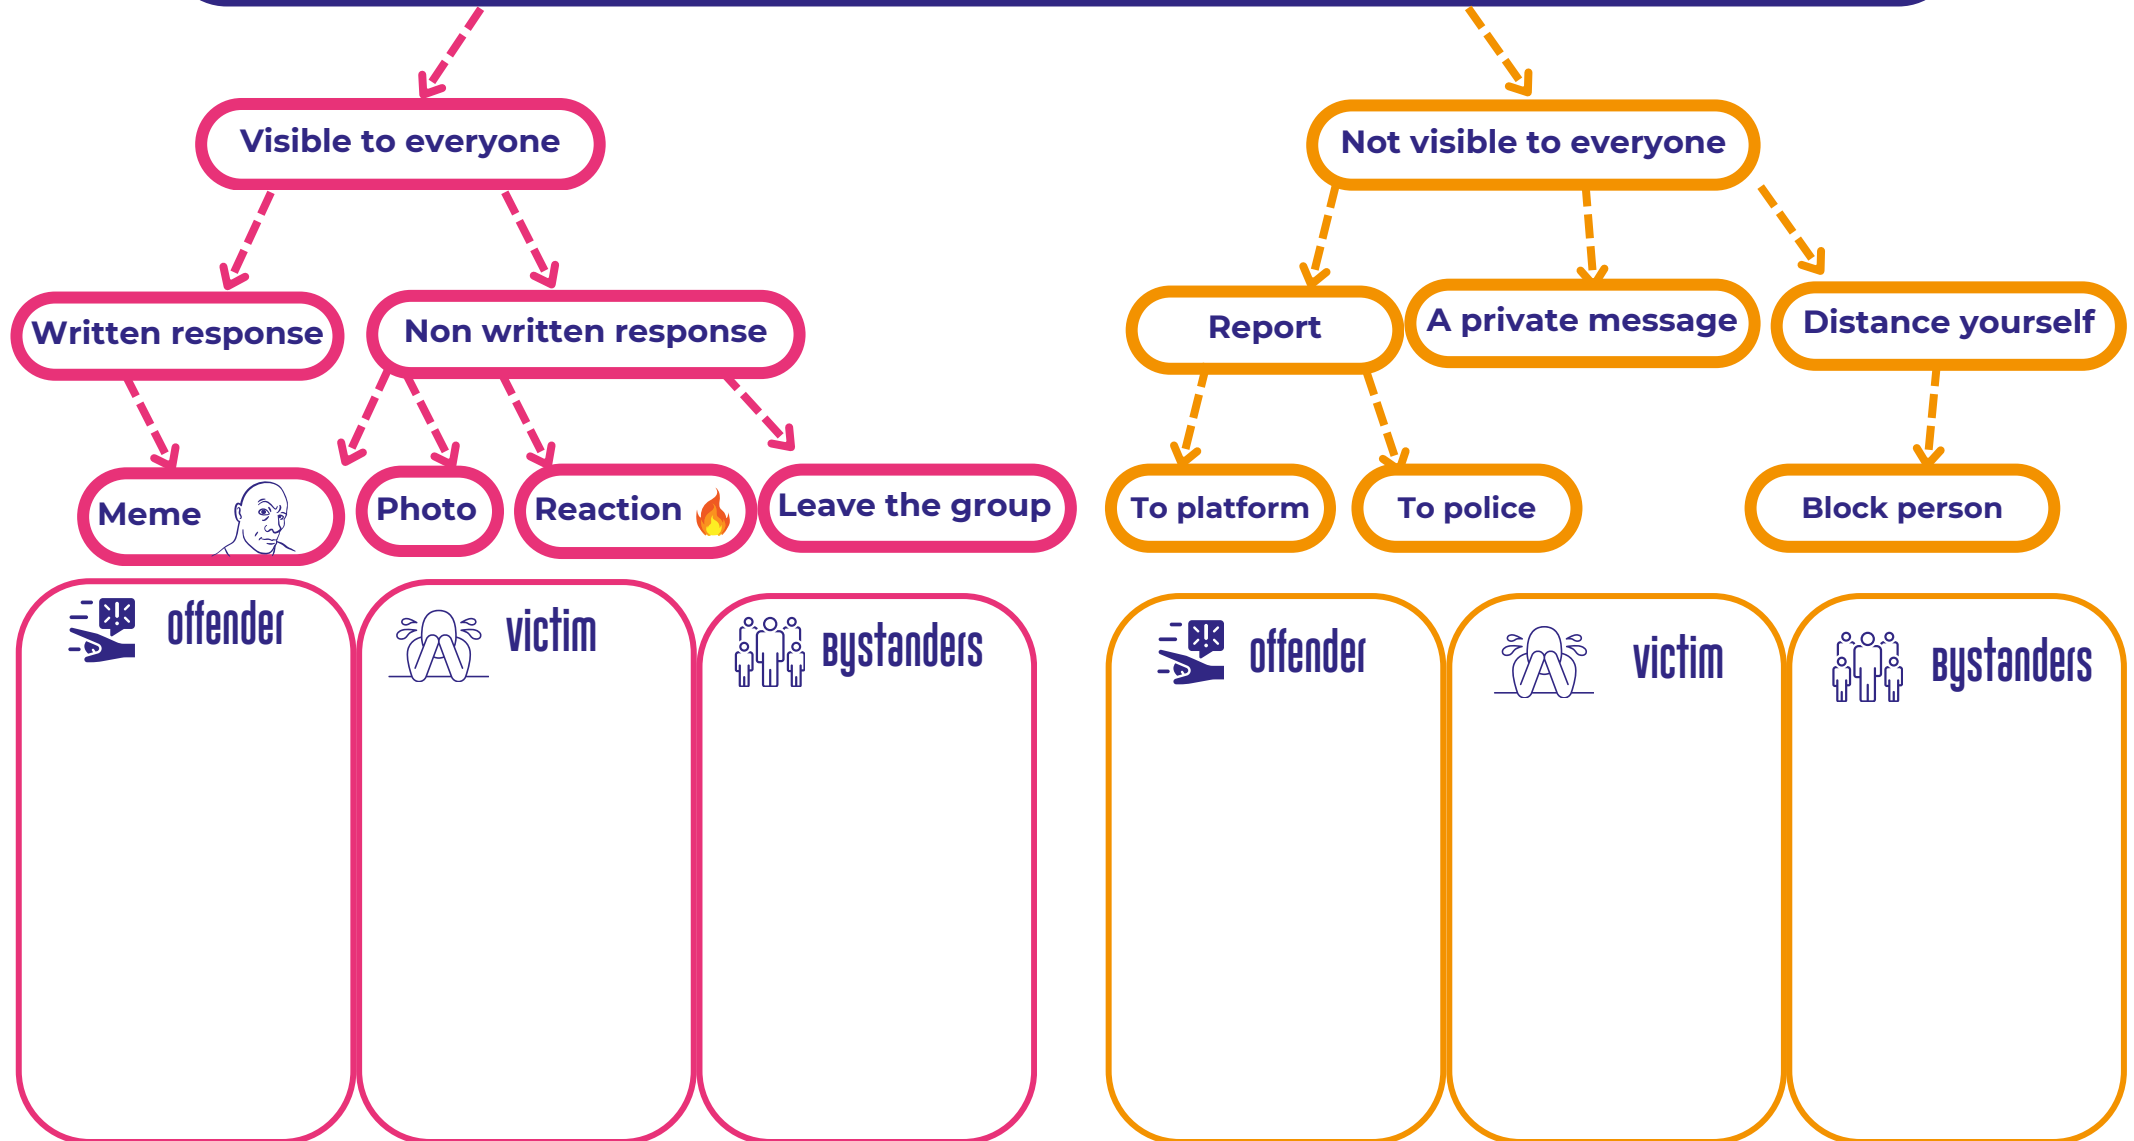 Visible to everyone
Not visible to everyone
Written response
Non written response
Report
A private message
Distance yourself
Meme
Photo
Reaction
Leave the group
To platform
To police
Block person
offender
victim
Bystanders
offender
victim
Bystanders